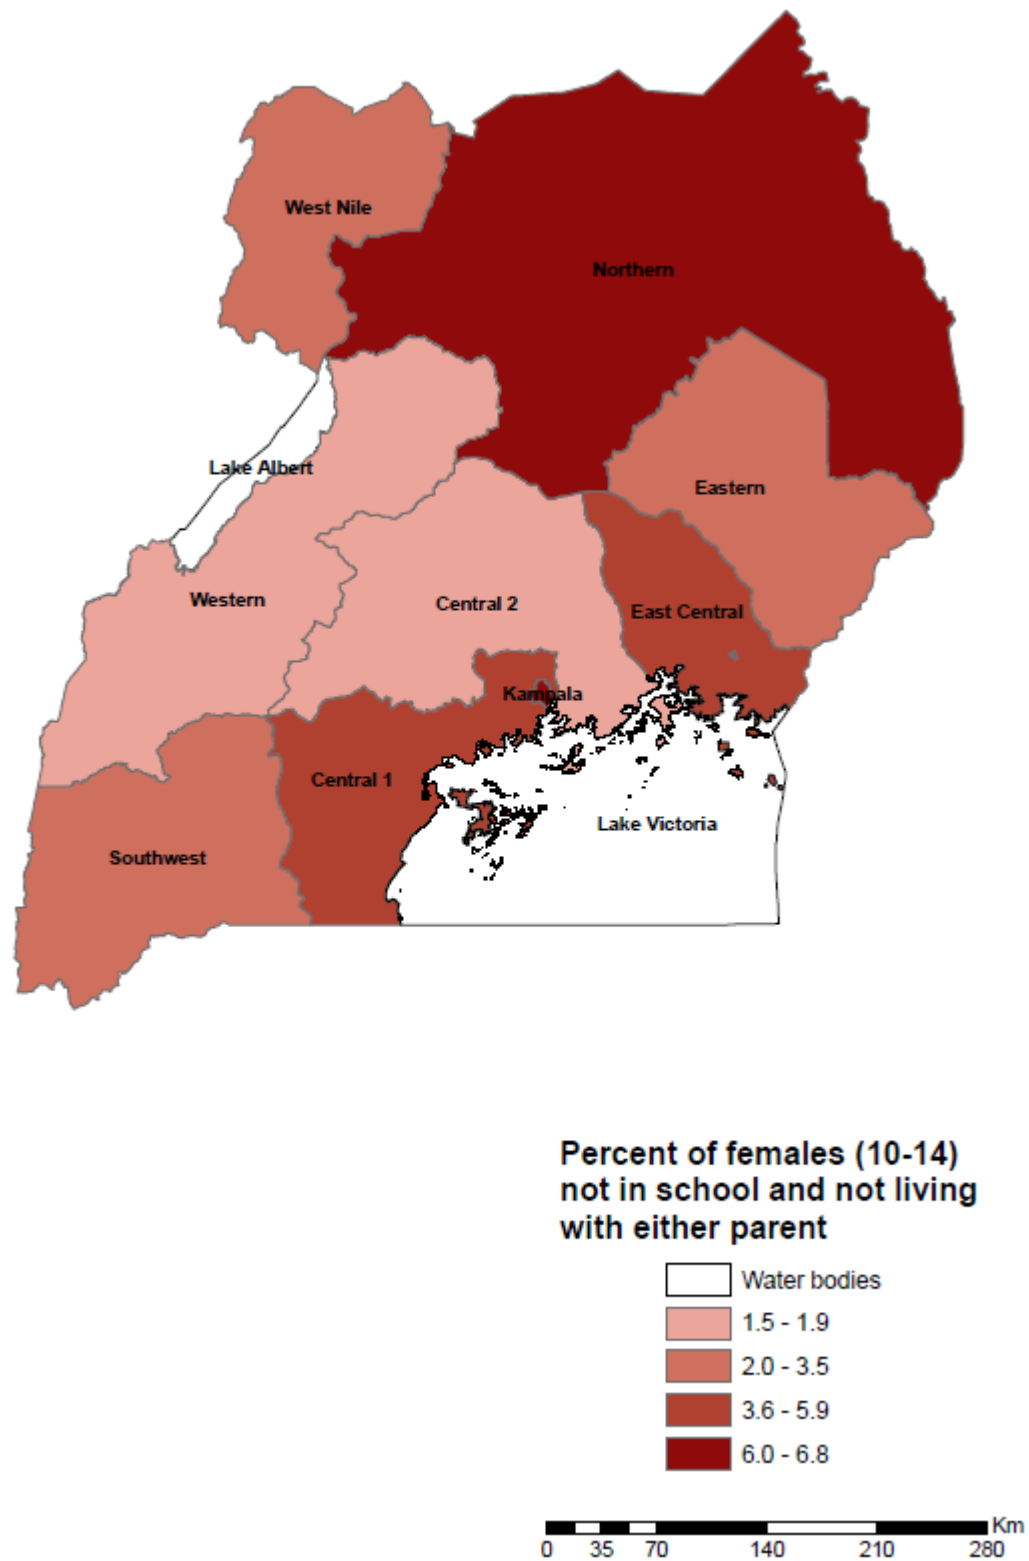 West Nile
Northern
Lake Albert
Eastern
Western
Central 2
East Central
Kampala
Central 1
Lake Victoria
Southwest
Percent of females (10-14)
not in school and not living
with either parent
Water bodies
1.5 - 1.9
2.0 - 3.5
3.6 - 5.9
6.0 - 6.8
Km
0 35 70 140 210 280